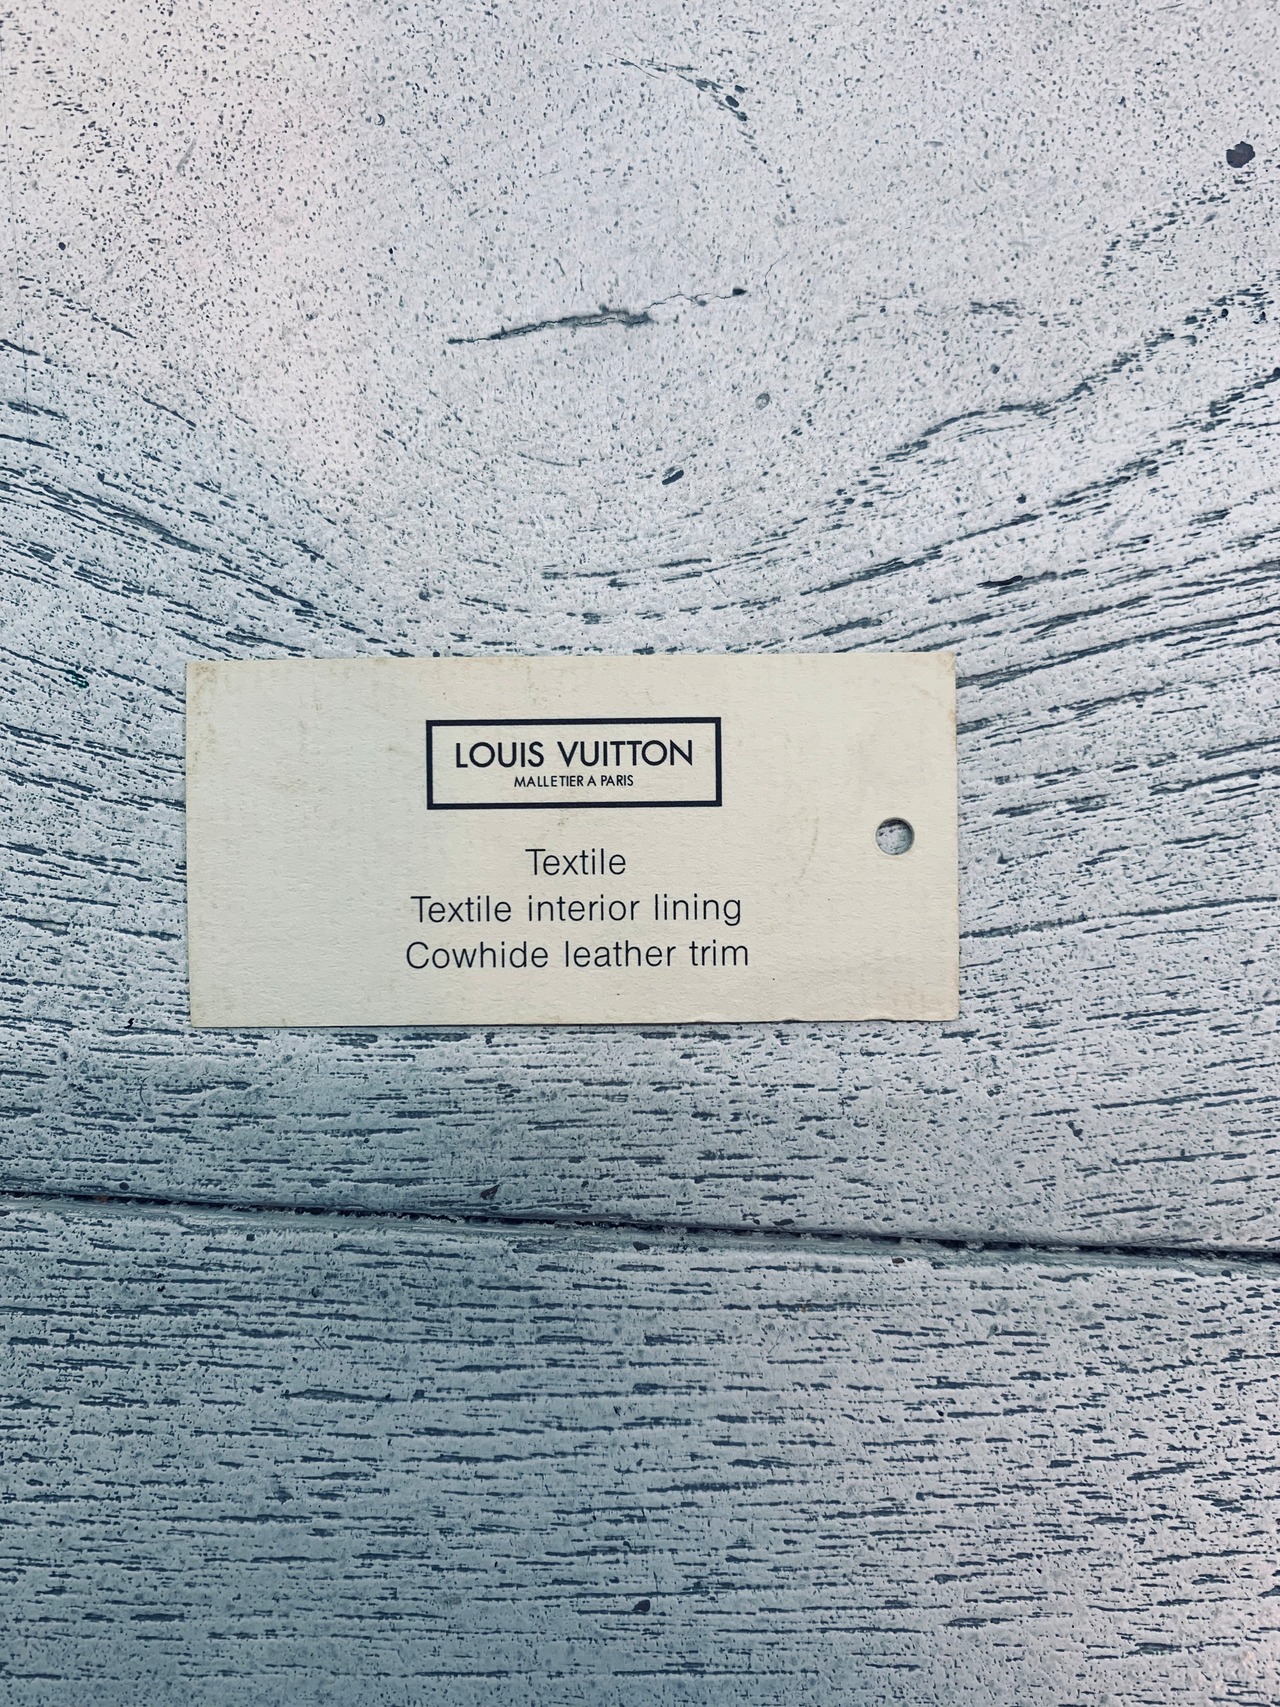 LOUIS VUITTON
MALLETIER A PARIS
Textile
Textile interior lining
Cowhide leather trim